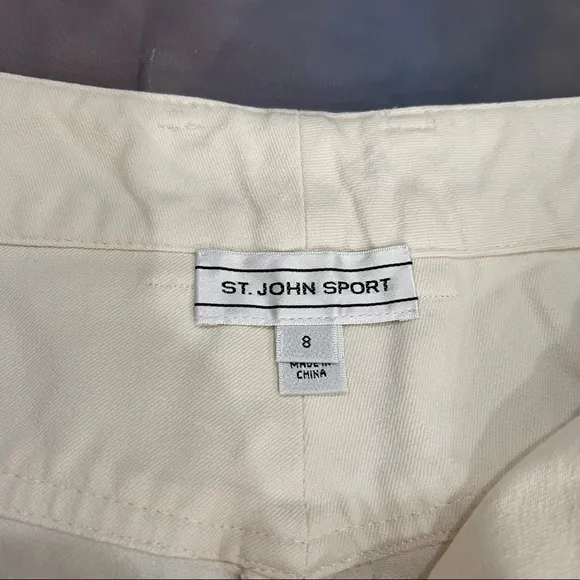 ST. JOHN SPORT
8
MADE IN
CHINA